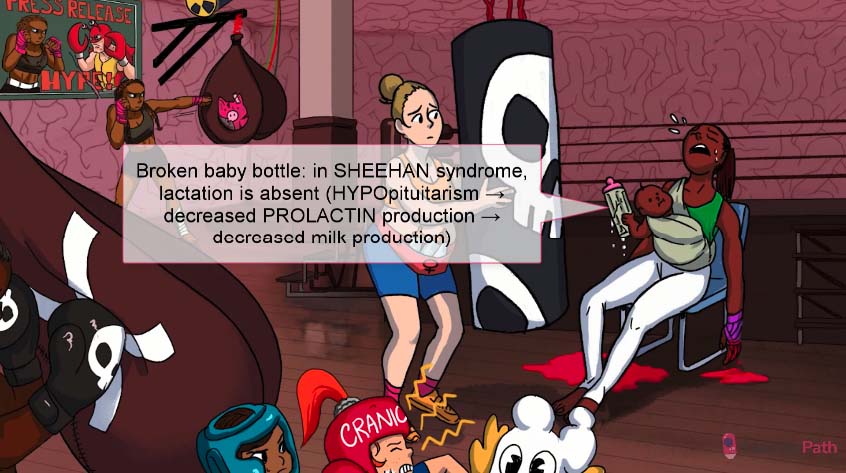 PRESS RELEASE
HYPE!!
Broken baby bottle: in SHEEHAN syndrome,
lactation is absent (HYPOpituitarism →
decreased PROLACTIN production →
decreased milk production)
CRANIO
Path